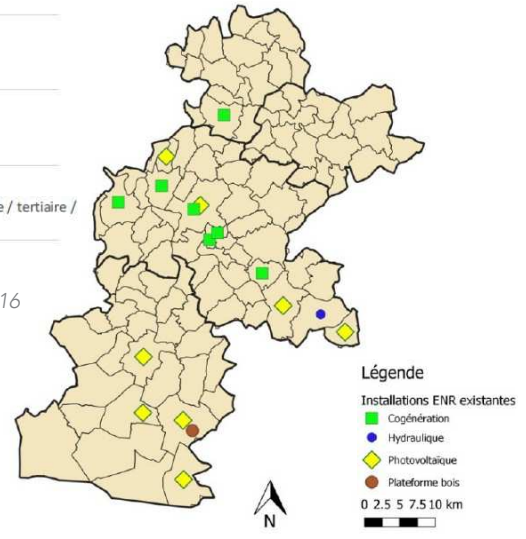 e / tertiaire /
16
Légende
Installations ENR existantes
Cogénération
Hydraulique
Photovoltaïque
Plateforme bois
0 2.5 5 7.5 10 km
N